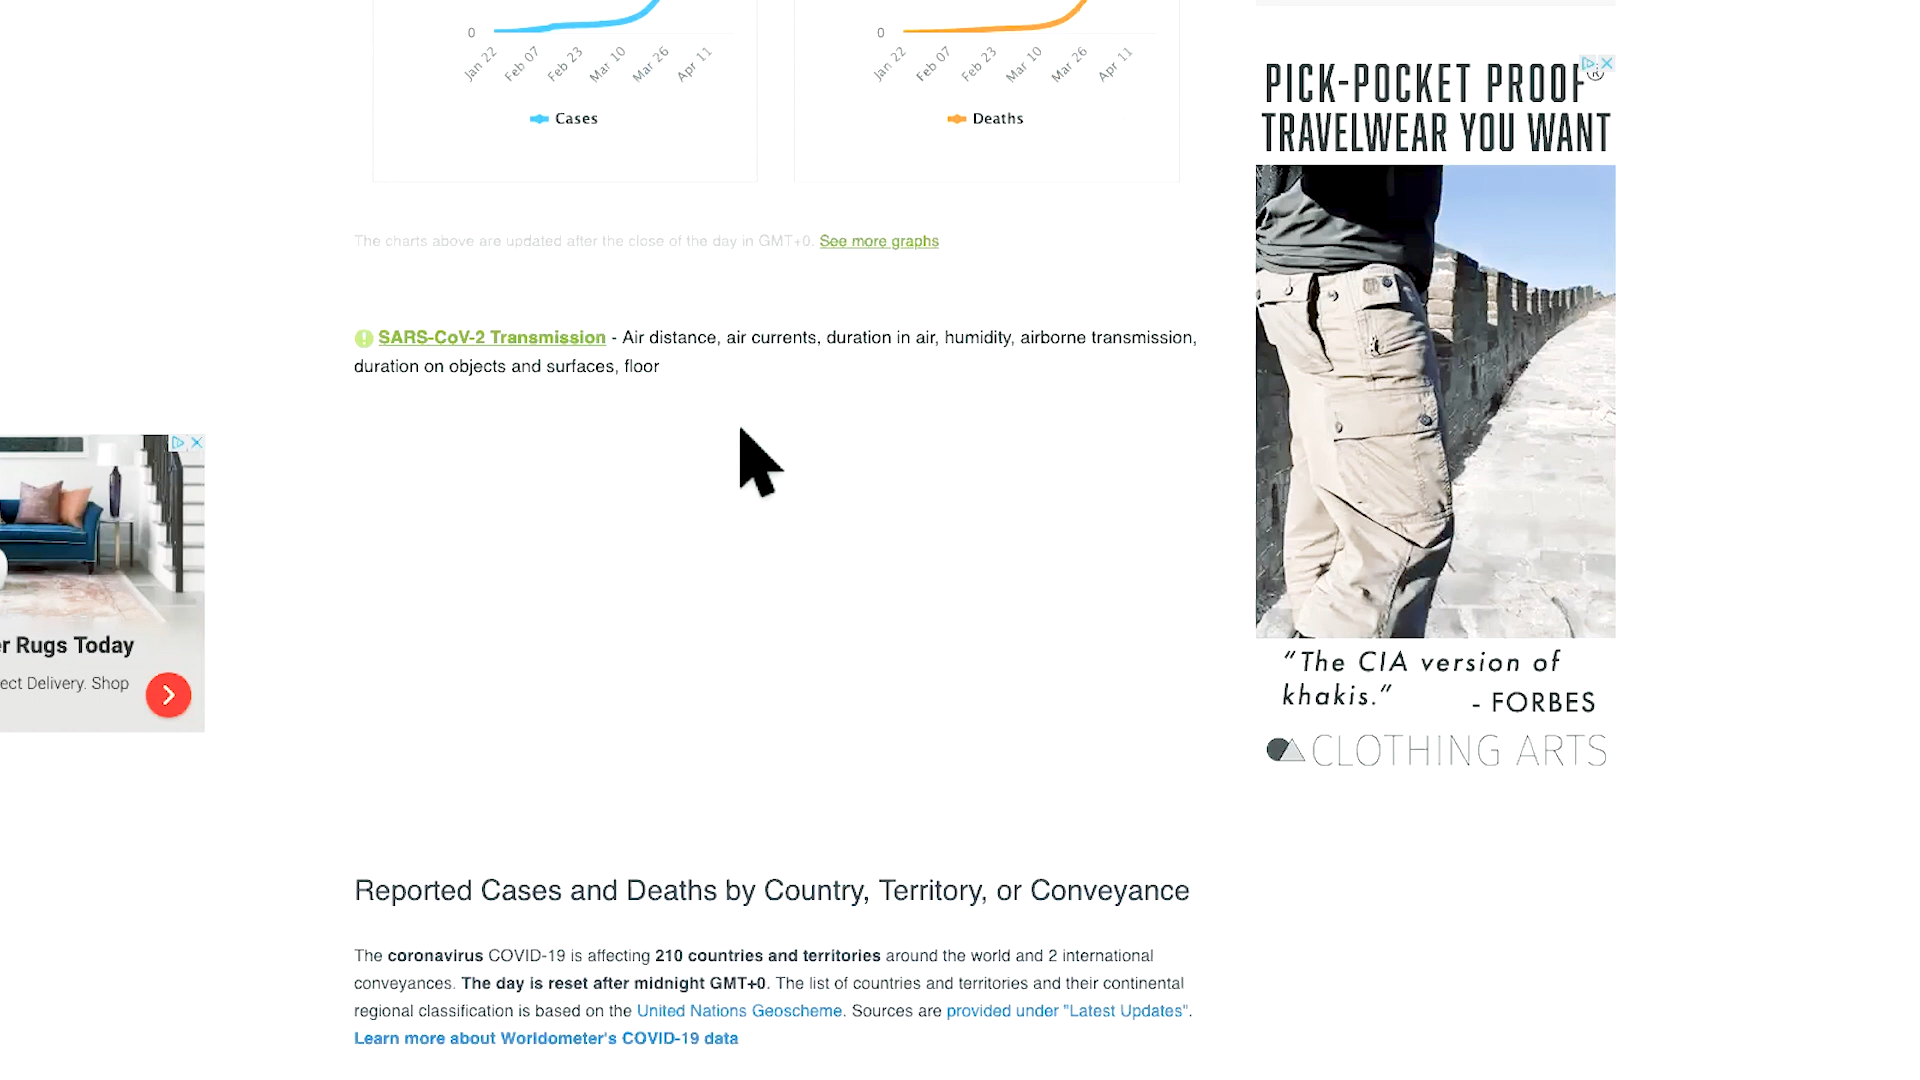 0
Jan 22
Feb 07
Feb 23
Mar 10
Mar 26
Apr 11
Cases
0
Jan 22
Feb 07
Feb 23
Mar 10
Mar 26
Apr 11
Deaths
The charts above are updated after the close of the day in GMT+0. See more graphs
SARS-CoV-2 Transmission - Air distance, air currents, duration in air, humidity, airborne transmission,
duration on objects and surfaces, floor
r Rugs Today
ect Delivery. Shop
PICK-POCKET PROOF®
TRAVELWEAR YOU WANT
“The CIA version of
khakis.”
- FORBES
CLOTHING ARTS
Reported Cases and Deaths by Country, Territory, or Conveyance
The coronavirus COVID-19 is affecting 210 countries and territories around the world and 2 international
conveyances. The day is reset after midnight GMT+0. The list of countries and territories and their continental
regional classification is based on the United Nations Geoscheme. Sources are provided under "Latest Updates".
Learn more about Worldometer's COVID-19 data